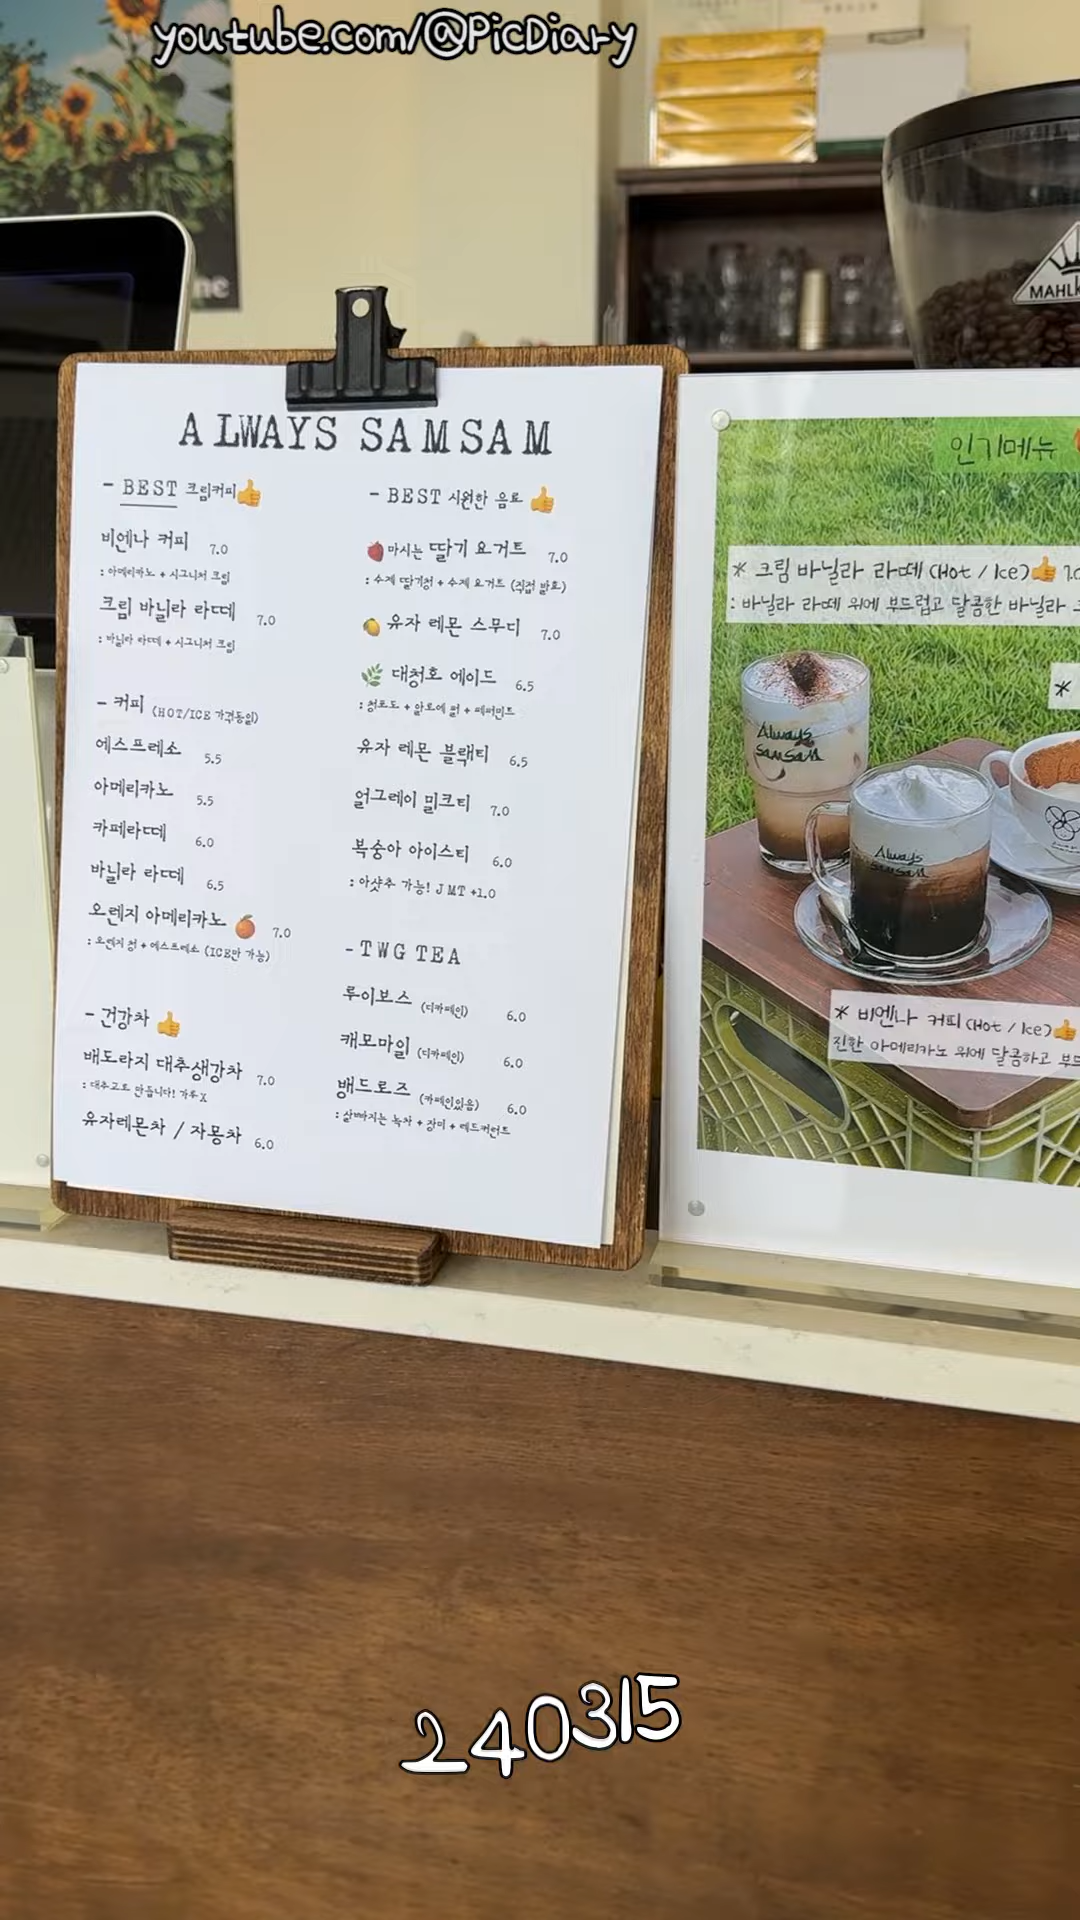 youtube.com/@PicDiary
ne
MAHLK
ALWAYS SAMSAM
- BEST 크림커피👍
비엔나 커피 7.0
: 아메리카노 + 시그니처 크림
크림 바닐라 라떼 7.0
: 바닐라 라떼 + 시그니처 크림
- 커피 (HOT/ICE 가격동일)
에스프레소 5.5
아메리카노 5.5
카페라떼 6.0
바닐라 라떼 6.5
오렌지 아메리카노 🍊 7.0
: 오렌지 청 + 에스프레소 (ICE만 가능)
- 건강차 👍
배도라지 대추생강차 7.0
: 대추고로 만듭니다! 가루X
유자레몬차 / 자몽차 6.0
- BEST 시원한 음료 👍
🍓마시는 딸기 요거트 7.0
: 수제 딸기청 + 수제 요거트 (직접 발효)
🍋 유자 레몬 스무디 7.0
🌿 대청호 에이드 6.5
: 청포도 + 알로에 펄 + 페퍼민트
유자 레몬 블랙티 6.5
얼그레이 밀크티 7.0
복숭아 아이스티 6.0
: 아샷추 가능! JMT +1.0
- TWG TEA
루이보스 (디카페인) 6.0
캐모마일 (디카페인) 6.0
뱅드로즈 (카페인있음) 6.0
: 살빠지는 녹차 + 장미 + 레드커런트
인기메뉴
* 크림 바닐라 라떼 (Hot / Ice)👍 7.0
: 바닐라 라떼 위에 부드럽고 달콤한 바닐라
*
Always
samsam
Always
samsam
* 비엔나 커피 (Hot / Ice)👍
진한 아메리카노 위에 달콤하고 부드
240315